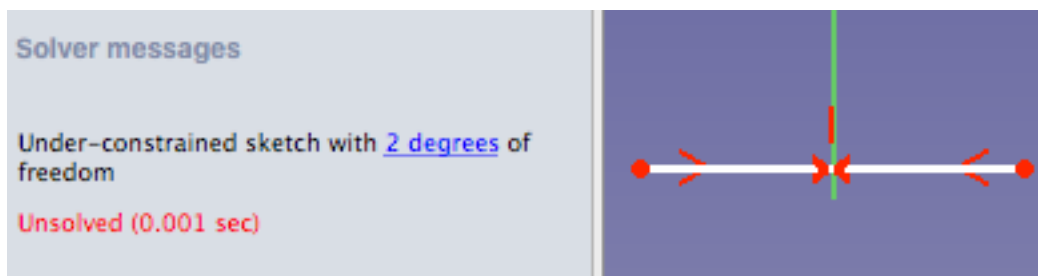 Solver messages
Under-constrained sketch with 2 degrees of
freedom
Unsolved (0.001 sec)